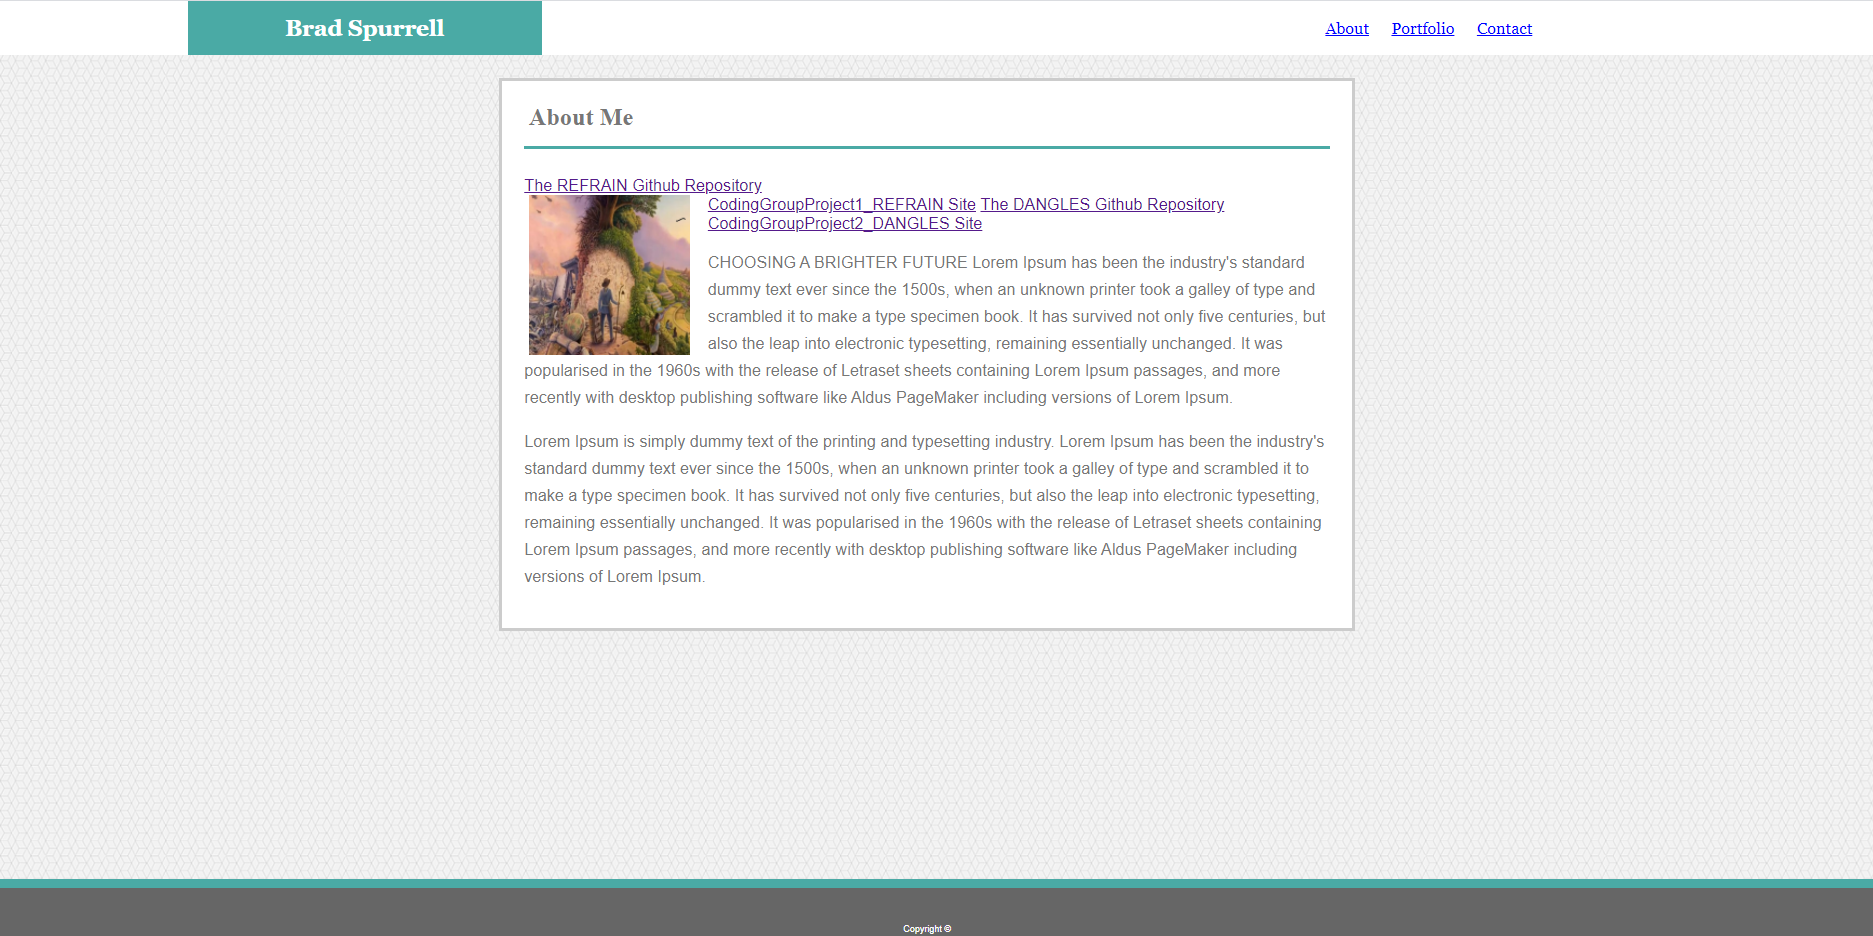 Brad Spurrell
About Portfolio Contact
About Me
The REFRAIN Github Repository
CodingGroupProject1_REFRAIN Site The DANGLES Github Repository
CodingGroupProject2_DANGLES Site
CHOOSING A BRIGHTER FUTURE Lorem Ipsum has been the industry's standard
dummy text ever since the 1500s, when an unknown printer took a galley of type and
scrambled it to make a type specimen book. It has survived not only five centuries, but
also the leap into electronic typesetting, remaining essentially unchanged. It was
popularised in the 1960s with the release of Letraset sheets containing Lorem Ipsum passages, and more
recently with desktop publishing software like Aldus PageMaker including versions of Lorem Ipsum.
Lorem Ipsum is simply dummy text of the printing and typesetting industry. Lorem Ipsum has been the industry's
standard dummy text ever since the 1500s, when an unknown printer took a galley of type and scrambled it to
make a type specimen book. It has survived not only five centuries, but also the leap into electronic typesetting,
remaining essentially unchanged. It was popularised in the 1960s with the release of Letraset sheets containing
Lorem Ipsum passages, and more recently with desktop publishing software like Aldus PageMaker including
versions of Lorem Ipsum.
Copyright ©